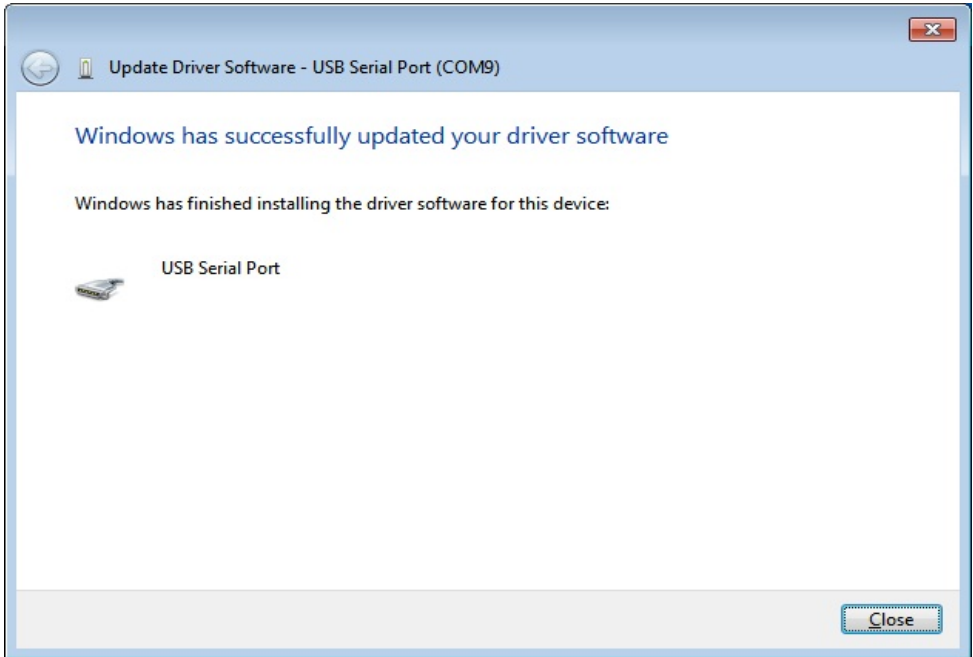 Update Driver Software - USB Serial Port (COM9)
Windows has successfully updated your driver software
Windows has finished installing the driver software for this device:
USB Serial Port
Close